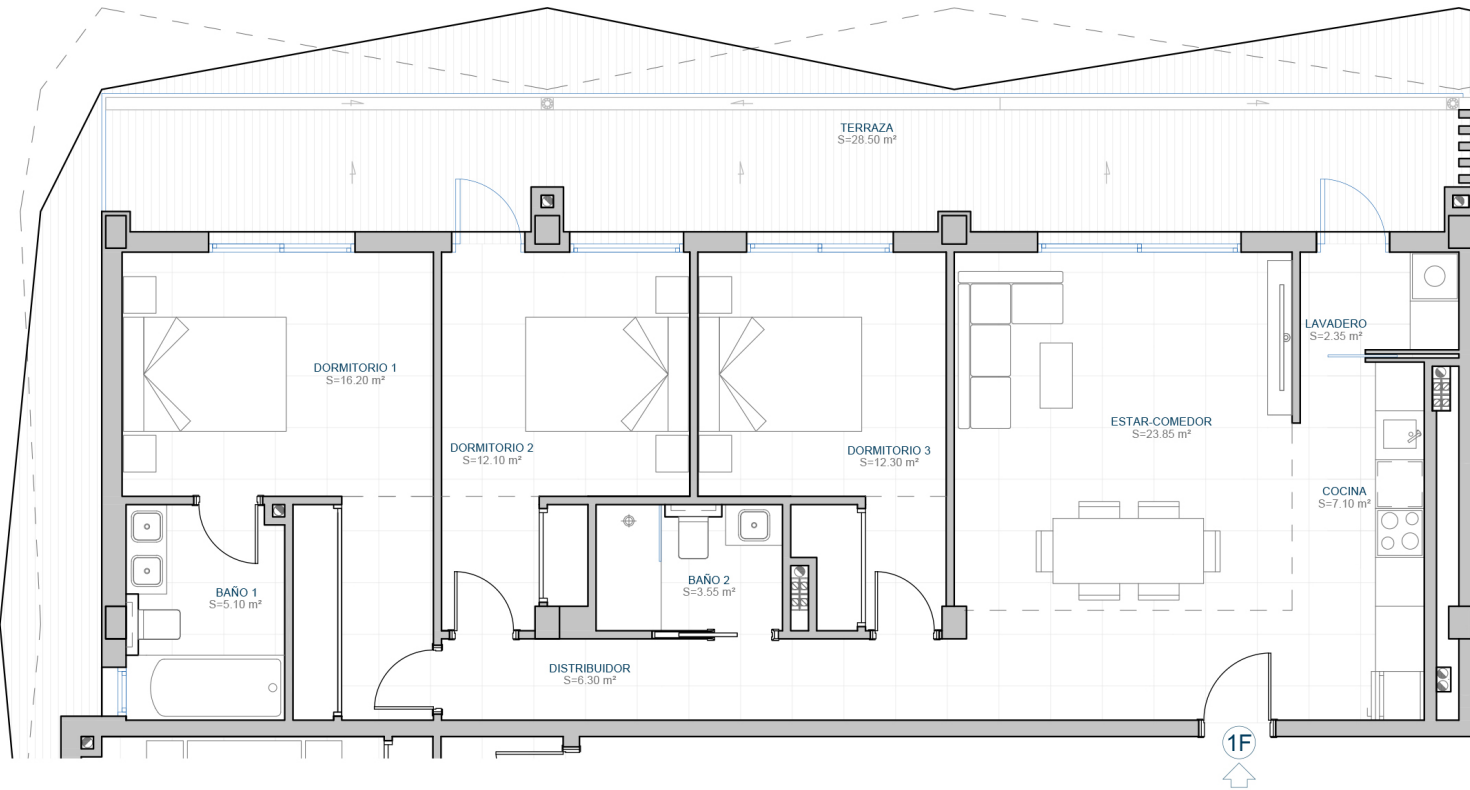 TERRAZA
S=28.50 m²
LAVADERO
S=2.35 m²
DORMITORIO 1
S=16.20 m²
DORMITORIO 2
S=12.10 m²
DORMITORIO 3
S=12.30 m²
ESTAR-COMEDOR
S=23.85 m²
COCINA
S=7.10 m²
BAÑO 1
S=5.10 m²
BAÑO 2
S=3.55 m²
DISTRIBUIDOR
S=6.30 m²
1F